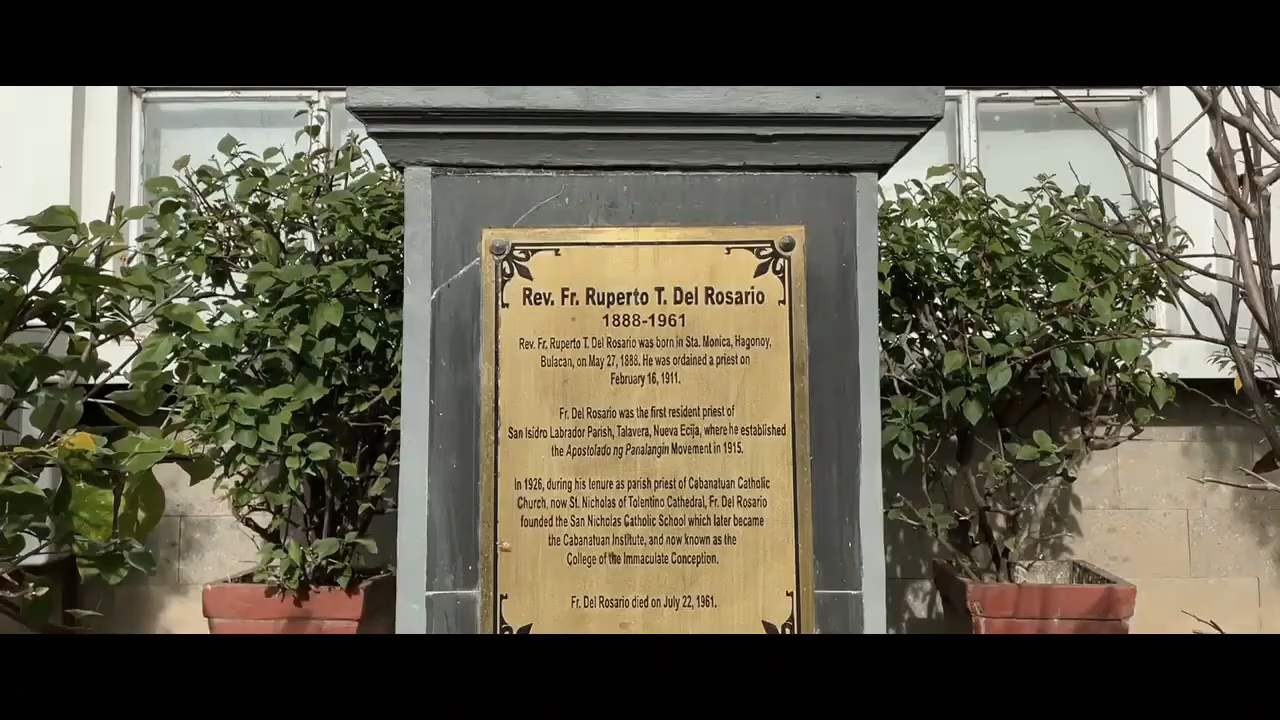 Rev. Fr. Ruperto T. Del Rosario
1888-1961
Rev. Fr. Ruperto T. Del Rosario was born in Sta. Monica, Hagonoy,
Bulacan, on May 27, 1888. He was ordained a priest on
February 16, 1911.
Fr. Del Rosario was the first resident priest of
San Isidro Labrador Parish, Talavera, Nueva Ecija, where he established
the Apostolado ng Panalangin Movement in 1915.
In 1926, during his tenure as parish priest of Cabanatuan Catholic
Church, now St. Nicholas of Tolentino Cathedral, Fr. Del Rosario
founded the San Nicholas Catholic School which later became
the Cabanatuan Institute, and now known as the
College of the Immaculate Conception.
Fr. Del Rosario died on July 22, 1961.